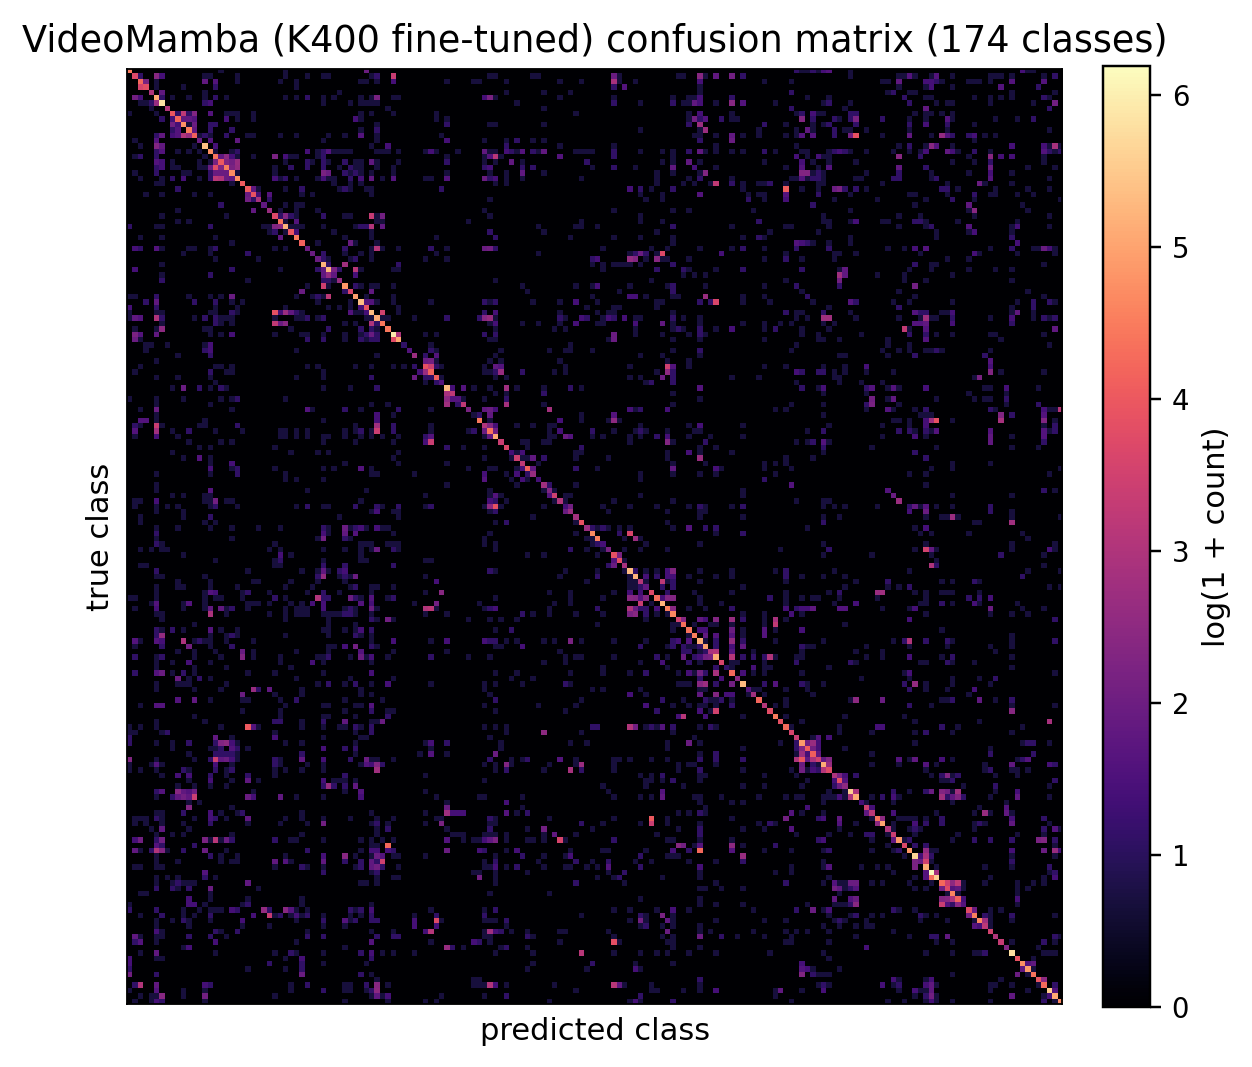 VideoMamba (K400 fine-tuned) confusion matrix (174 classes)
true class
predicted class
6
5
4
3
2
1
0
log(1 + count)